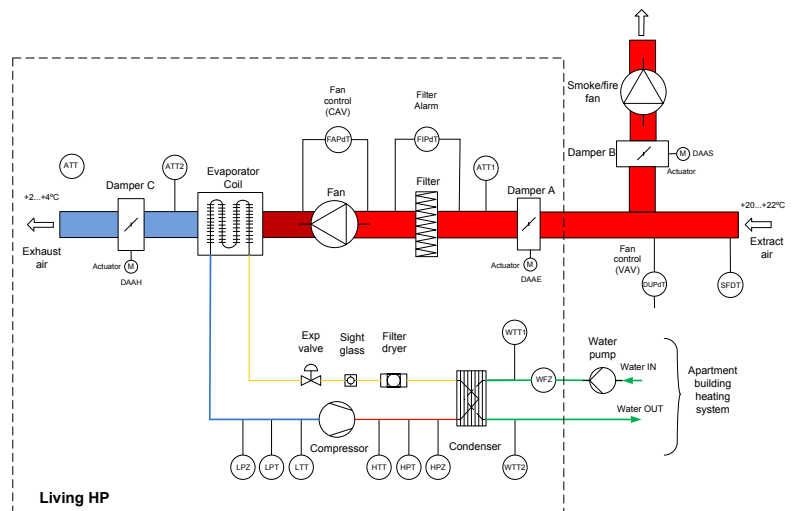 Smoke/fire
fan
Damper B
M
DAAS
Actuator
Fan
control
(CAV)
Filter
Alarm
FAPdT
FIPdT
ATT
ATT2
Evaporator
Coil
ATT1
+2...+4ºC
Damper C
Fan
Filter
Damper A
+20...+22ºC
Exhaust
air
Actuator
M
DAAH
Actuator
M
DAAE
Fan
control
(VAV)
Extract
air
DUPdT
SFDT
Exp
valve
Sight
glass
Filter
dryer
WTT1
WFZ
Water
pump
Water IN
Water OUT
Apartment
building
heating
system
Compressor
Condenser
LPZ
LPT
LTT
HTT
HPT
HPZ
WTT2
Living HP